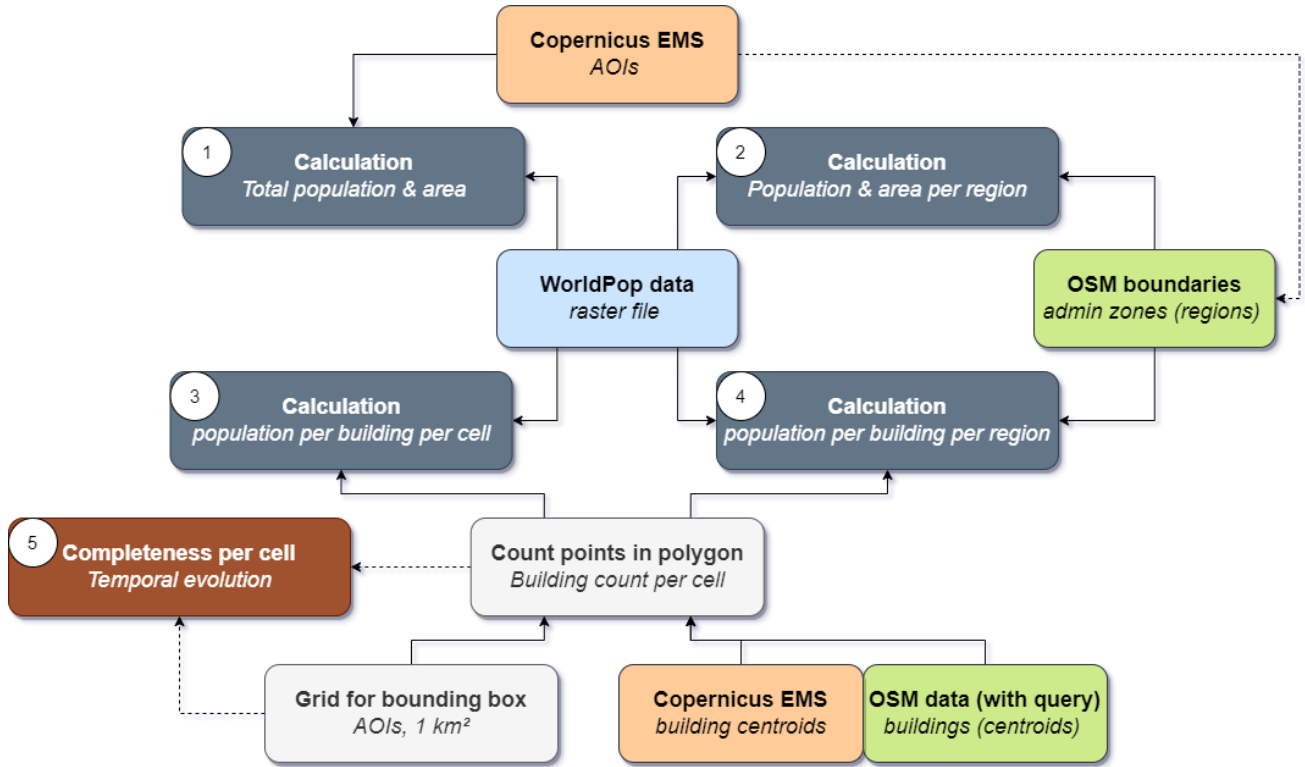 Copernicus EMS
AOIs
1
Calculation
Total population & area
2
Calculation
Population & area per region
WorldPop data
raster file
OSM boundaries
admin zones (regions)
3
Calculation
population per building per cell
4
Calculation
population per building per region
5
Completeness per cell
Temporal evolution
Count points in polygon
Building count per cell
Grid for bounding box
AOIs, 1 km²
Copernicus EMS
building centroids
OSM data (with query)
buildings (centroids)